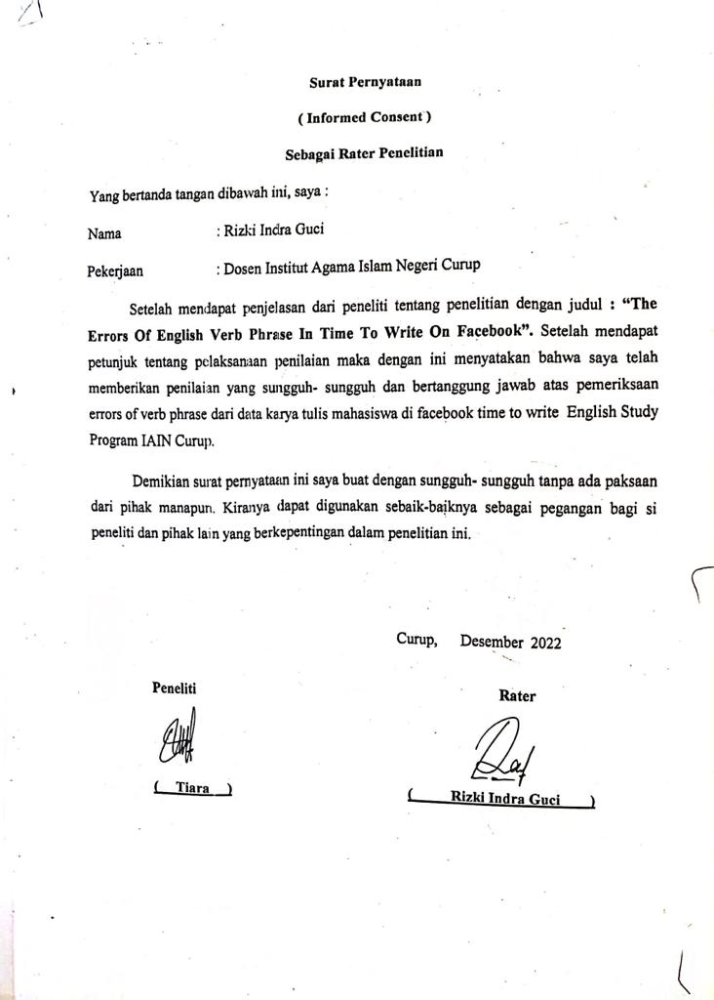 Surat Pernyataan
( Informed Consent )
Sebagai Rater Penelitian
Yang bertanda tangan dibawah ini, saya :
Nama : Rizki Indra Guci
Pekerjaan : Dosen Institut Agama Islam Negeri Curup
Setelah mendapat penjelasan dari peneliti tentang penelitian dengan judul : “The
Errors Of English Verb Phrase In Time To Write On Facebook”. Setelah mendapat
petunjuk tentang pelaksanaan penilaian maka dengan ini menyatakan bahwa saya telah
memberikan penilaian yang sungguh- sungguh dan bertanggung jawab atas pemeriksaan
errors of verb phrase dari data karya tulis mahasiswa di facebook time to write English Study
Program IAIN Curup.
Demikian surat pernyataan ini saya buat dengan sungguh- sungguh tanpa ada paksaan
dari pihak manapun. Kiranya dapat digunakan sebaik-baiknya sebagai pegangan bagi si
peneliti dan pihak lain yang berkepentingan dalam penelitian ini.
Curup, Desember 2022
Peneliti
Rater
( Tiara )
( Rizki Indra Guci )